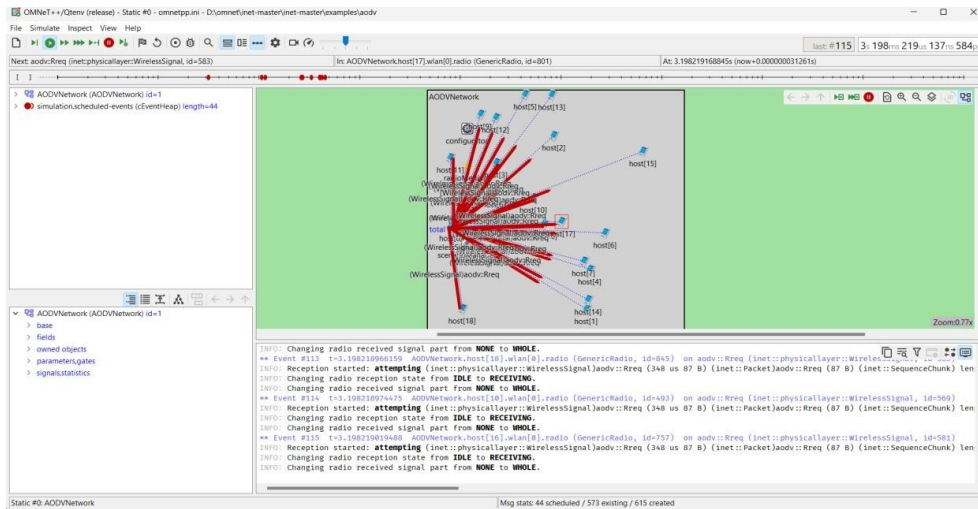 OMNeT++/Qtenv (release) - Static #0 - omnetpp.ini - D:\omnet\inet-master\inet-master\examples\aodv
File Simulate Inspect View Help
last: #115 3s 198ms 219us 137ns 584p
Next: aodv::Rreq (inet::physicallayer::WirelessSignal, id=583) In: AODVNetwork.host[17].wlan[0].radio (GenericRadio, id=801) At: 3.198219168845s (now+0.000000031261s)
AODVNetwork (AODVNetwork) id=1
simulation.scheduled-events (cEventHeap) length=44
AODVNetwork
host[5] host[13]
host[9] host[12]
configurator
host[2]
host[15]
host[11]
host[3]
(WirelessSignal)aodv::Rreq
host[10]
total
host[17]
host[6]
(WirelessSignal)aodv::Rreq
host[7]
(WirelessSignal)aodv::Rreq
host[4]
host[14]
host[18] host[1]
Zoom:0.77x
AODVNetwork (AODVNetwork) id=1
base
fields
owned objects
parameters,gates
signals,statistics
INFO: Changing radio received signal part from NONE to WHOLE.
** Event #113 t=3.198218966159 AODVNetwork.host[18].wlan[0].radio (GenericRadio, id=845) on aodv::Rreq (inet::physicallayer::Wireless
INFO: Reception started: attempting (inet::physicallayer::WirelessSignal)aodv::Rreq (348 us 87 B) (inet::Packet)aodv::Rreq (87 B) (inet::SequenceChunk) len
INFO: Changing radio reception state from IDLE to RECEIVING.
INFO: Changing radio received signal part from NONE to WHOLE.
** Event #114 t=3.198218974475 AODVNetwork.host[10].wlan[0].radio (GenericRadio, id=493) on aodv::Rreq (inet::physicallayer::WirelessSignal, id=569)
INFO: Reception started: attempting (inet::physicallayer::WirelessSignal)aodv::Rreq (348 us 87 B) (inet::Packet)aodv::Rreq (87 B) (inet::SequenceChunk) len
INFO: Changing radio reception state from IDLE to RECEIVING.
INFO: Changing radio received signal part from NONE to WHOLE.
** Event #115 t=3.198219019488 AODVNetwork.host[16].wlan[0].radio (GenericRadio, id=757) on aodv::Rreq (inet::physicallayer::WirelessSignal, id=581)
INFO: Reception started: attempting (inet::physicallayer::WirelessSignal)aodv::Rreq (348 us 87 B) (inet::Packet)aodv::Rreq (87 B) (inet::SequenceChunk) len
INFO: Changing radio reception state from IDLE to RECEIVING.
INFO: Changing radio received signal part from NONE to WHOLE.
Static #0: AODVNetwork Msg stats: 44 scheduled / 573 existing / 615 created